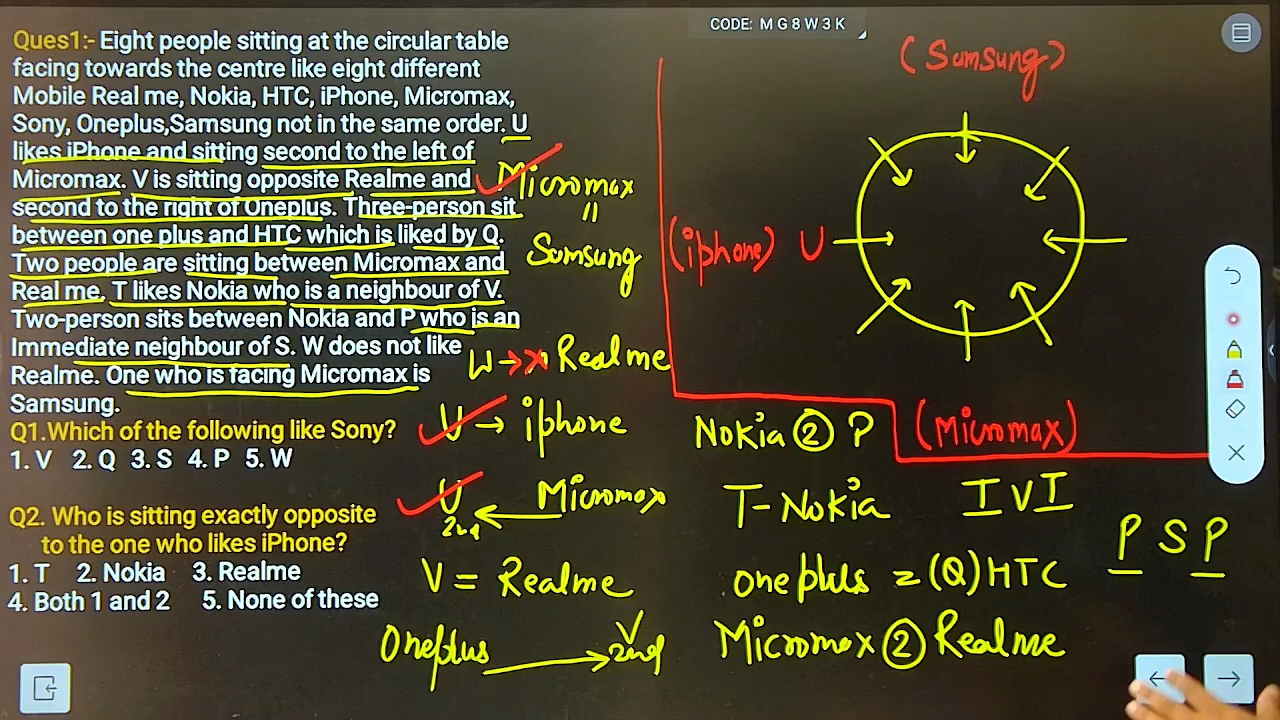 CODE: M G 8 W 3 K
Ques1:- Eight people sitting at the circular table
facing towards the centre like eight different
Mobile Real me, Nokia, HTC, iPhone, Micromax,
Sony, Oneplus,Samsung not in the same order. U
likes iPhone and sitting second to the left of
Micromax. V is sitting opposite Realme and
second to the right of Oneplus. Three-person sit
between one plus and HTC which is liked by Q.
Two people are sitting between Micromax and
Real me. T likes Nokia who is a neighbour of V.
Two-person sits between Nokia and P who is an
Immediate neighbour of S. W does not like
Realme. One who is facing Micromax is
Samsung.
Q1.Which of the following like Sony?
1. V 2. Q 3. S 4. P 5. W
Q2. Who is sitting exactly opposite
to the one who likes iPhone?
1. T 2. Nokia 3. Realme
4. Both 1 and 2 5. None of these
Micromax
=
Samsung
W → x Realme
U → iphone
U 2nd ← Micromax
V = Realme
Oneplus → V 2nd
(Samsung)
(iphone) U
(Micromax)
Nokia 2 P
T - Nokia T V T
oneplus = (Q) HTC P S P
Micromax 2 Realme